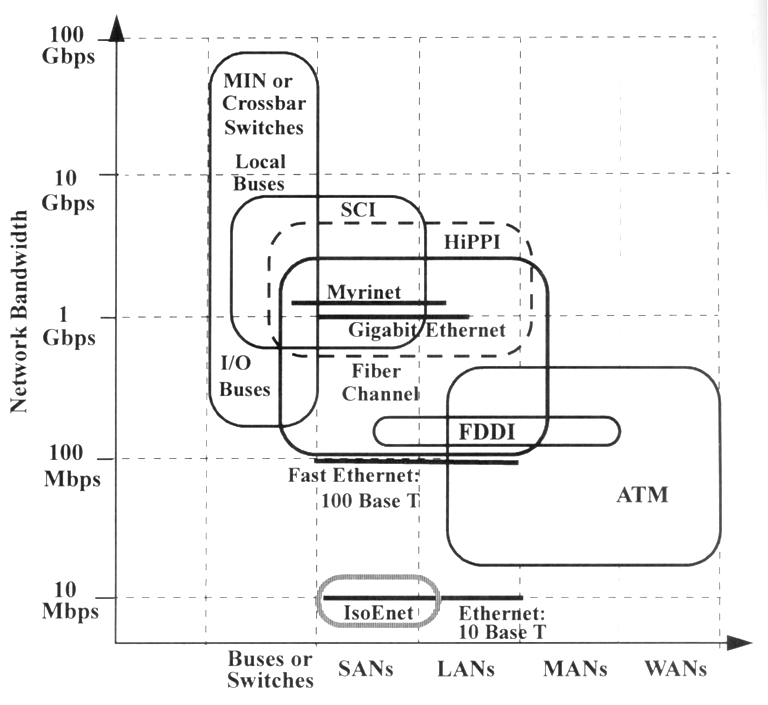 100
Gbps
MIN or
Crossbar
Switches
Local
Buses
10
Gbps
SCI
HiPPI
Myrinet
1
Gbps
Gigabit Ethernet
I/O
Buses
Fiber
Channel
FDDI
100
Mbps
Fast Ethernet:
100 Base T
ATM
10
Mbps
IsoEnet
Ethernet:
10 Base T
Network Bandwidth
Buses or
Switches
SANs
LANs
MANs
WANs